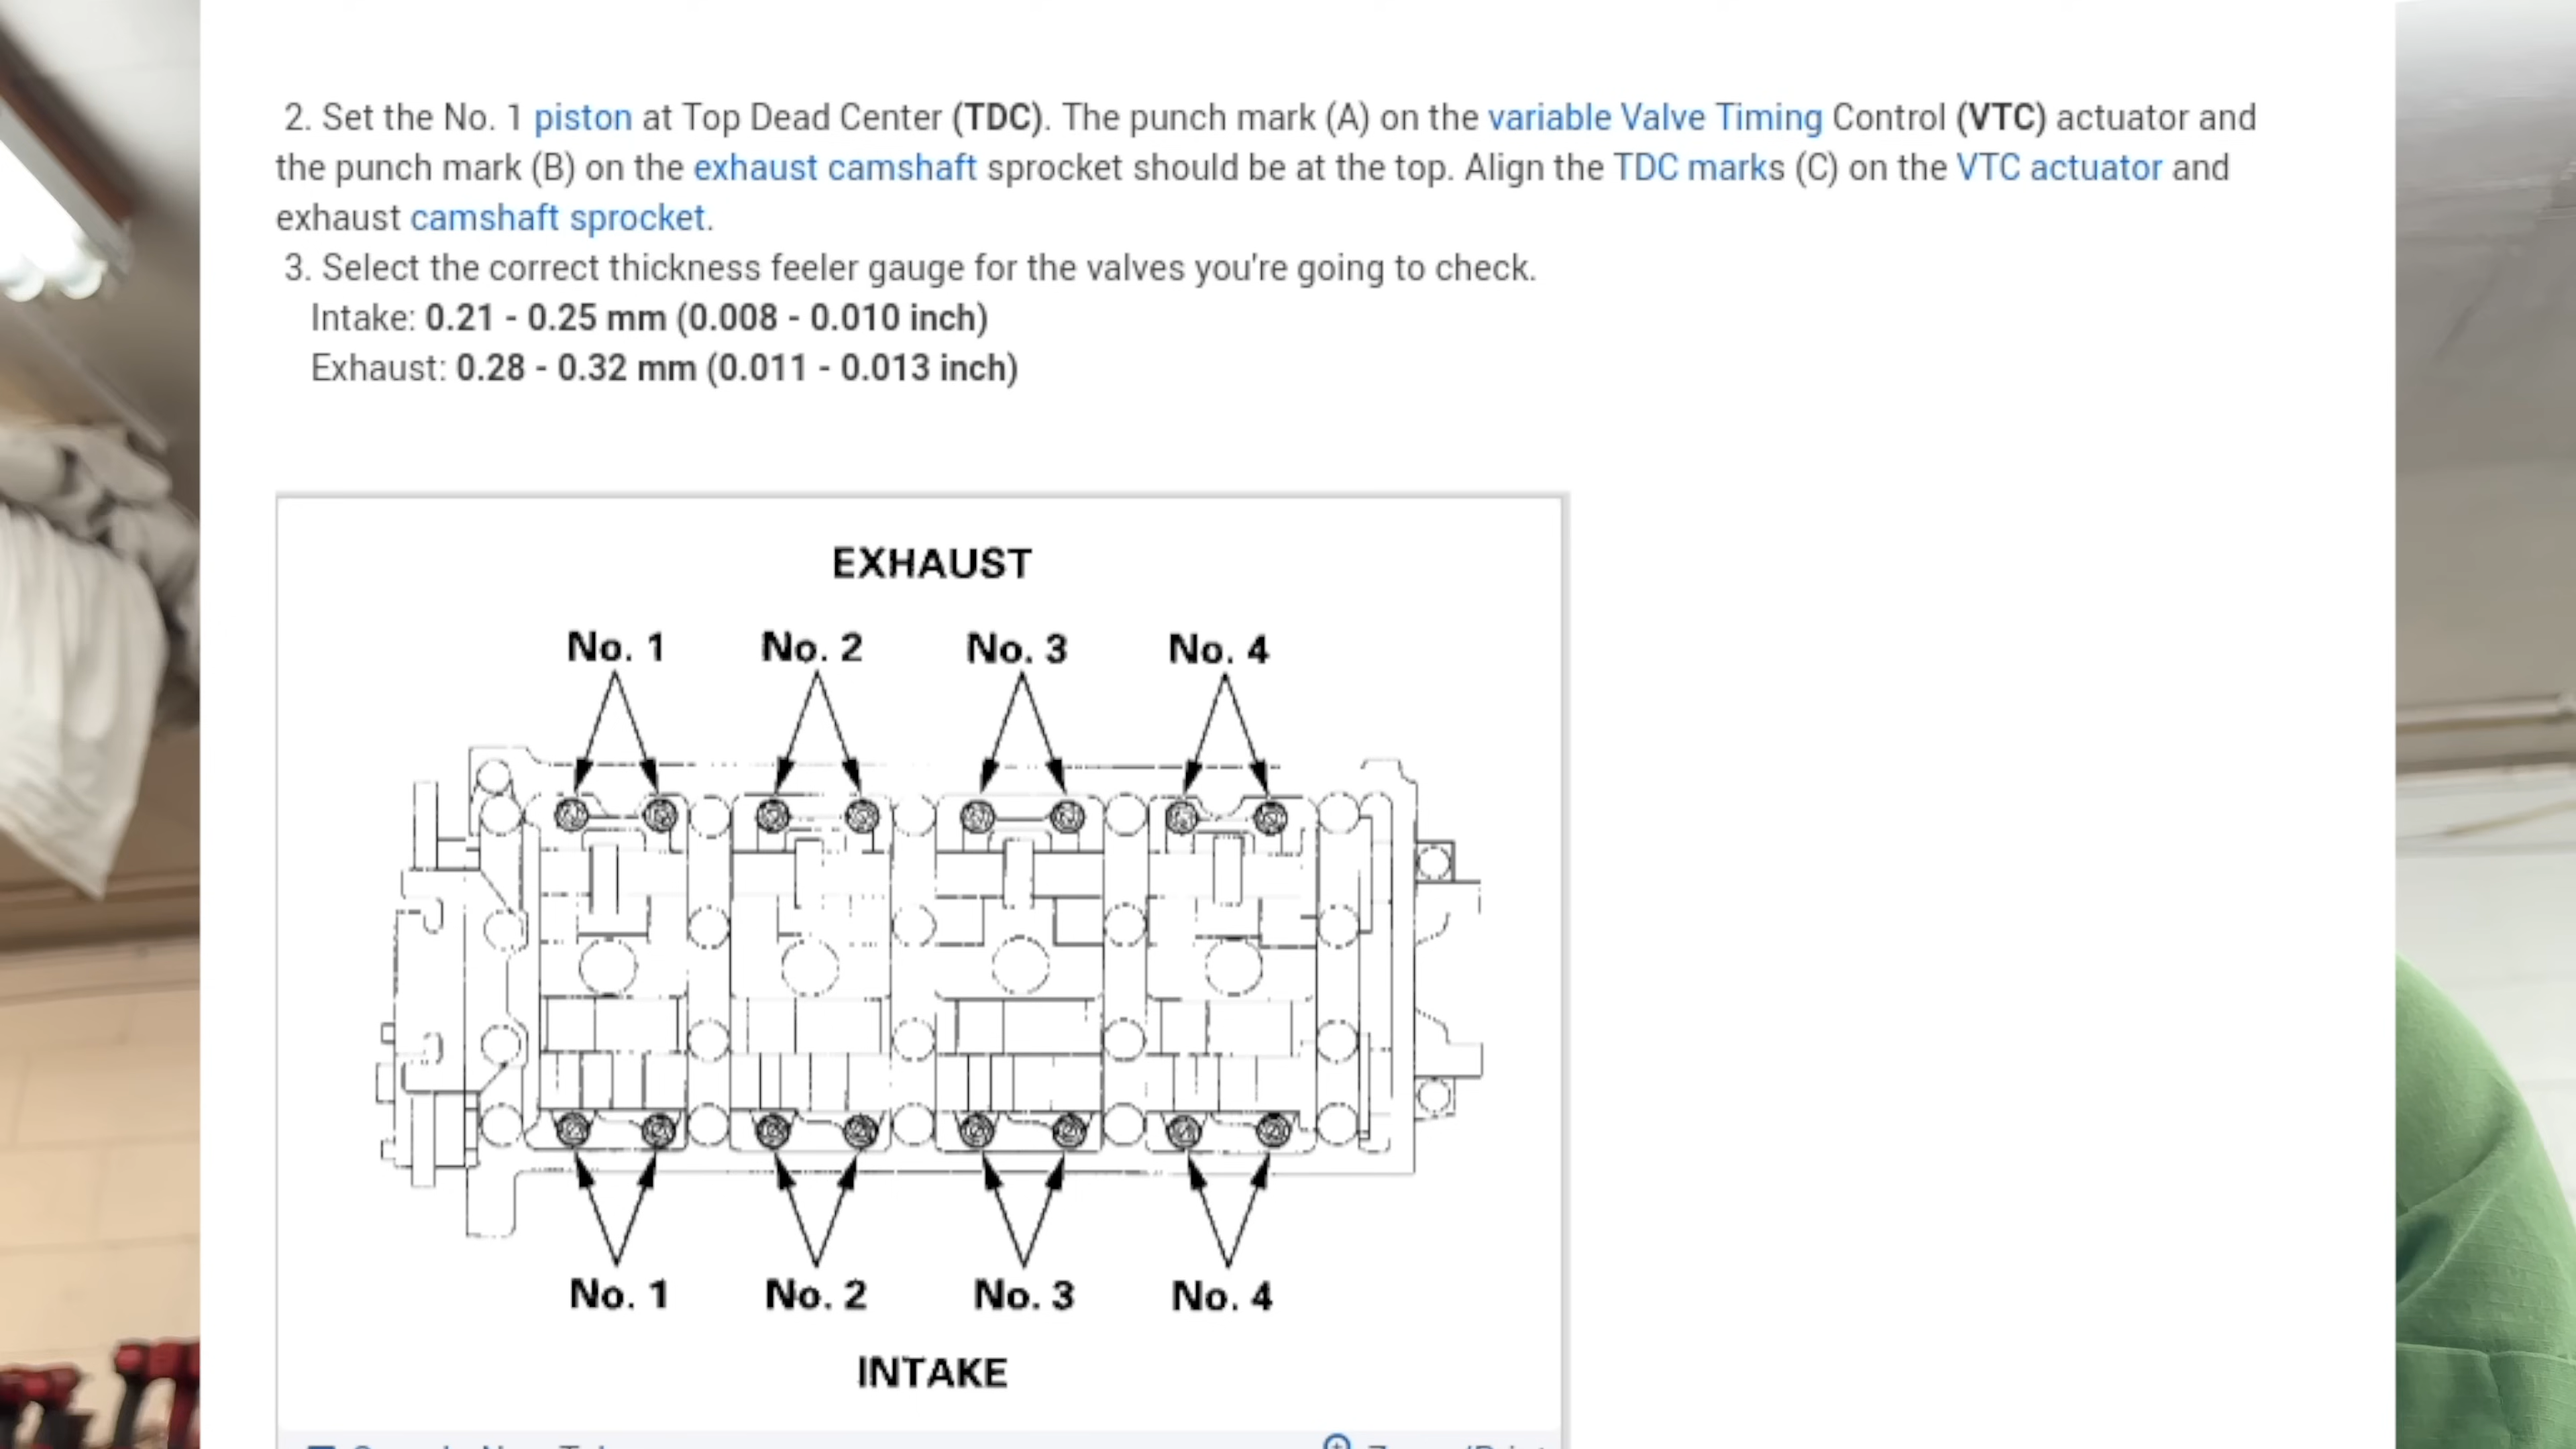 2. Set the No. 1 piston at Top Dead Center (TDC). The punch mark (A) on the variable Valve Timing Control (VTC) actuator and
the punch mark (B) on the exhaust camshaft sprocket should be at the top. Align the TDC marks (C) on the VTC actuator and
exhaust camshaft sprocket.
3. Select the correct thickness feeler gauge for the valves you're going to check.
Intake: 0.21 - 0.25 mm (0.008 - 0.010 inch)
Exhaust: 0.28 - 0.32 mm (0.011 - 0.013 inch)
EXHAUST
No. 1 No. 2 No. 3 No. 4
No. 1 No. 2 No. 3 No. 4
INTAKE